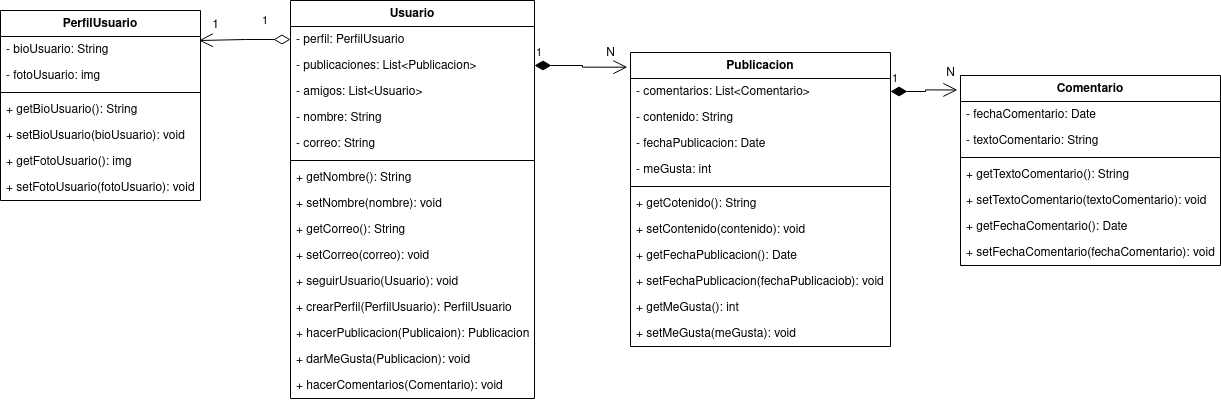 PerfilUsuario
- bioUsuario: String
- fotoUsuario: img
+ getBioUsuario(): String
+ setBioUsuario(bioUsuario): void
+ getFotoUsuario(): img
+ setFotoUsuario(fotoUsuario): void
1
1
Usuario
- perfil: PerfilUsuario
- publicaciones: List<Publicacion>
- amigos: List<Usuario>
- nombre: String
- correo: String
+ getNombre(): String
+ setNombre(nombre): void
+ getCorreo(): String
+ setCorreo(correo): void
+ seguirUsuario(Usuario): void
+ crearPerfil(PerfilUsuario): PerfilUsuario
+ hacerPublicacion(Publicaion): Publicacion
+ darMeGusta(Publicacion): void
+ hacerComentarios(Comentario): void
1
N
Publicacion
- comentarios: List<Comentario>
- contenido: String
- fechaPublicacion: Date
- meGusta: int
+ getCotenido(): String
+ setContenido(contenido): void
+ getFechaPublicacion(): Date
+ setFechaPublicacion(fechaPublicaciob): void
+ getMeGusta(): int
+ setMeGusta(meGusta): void
1
N
Comentario
- fechaComentario: Date
- textoComentario: String
+ getTextoComentario(): String
+ setTextoComentario(textoComentario): void
+ getFechaComentario(): Date
+ setFechaComentario(fechaComentario): void